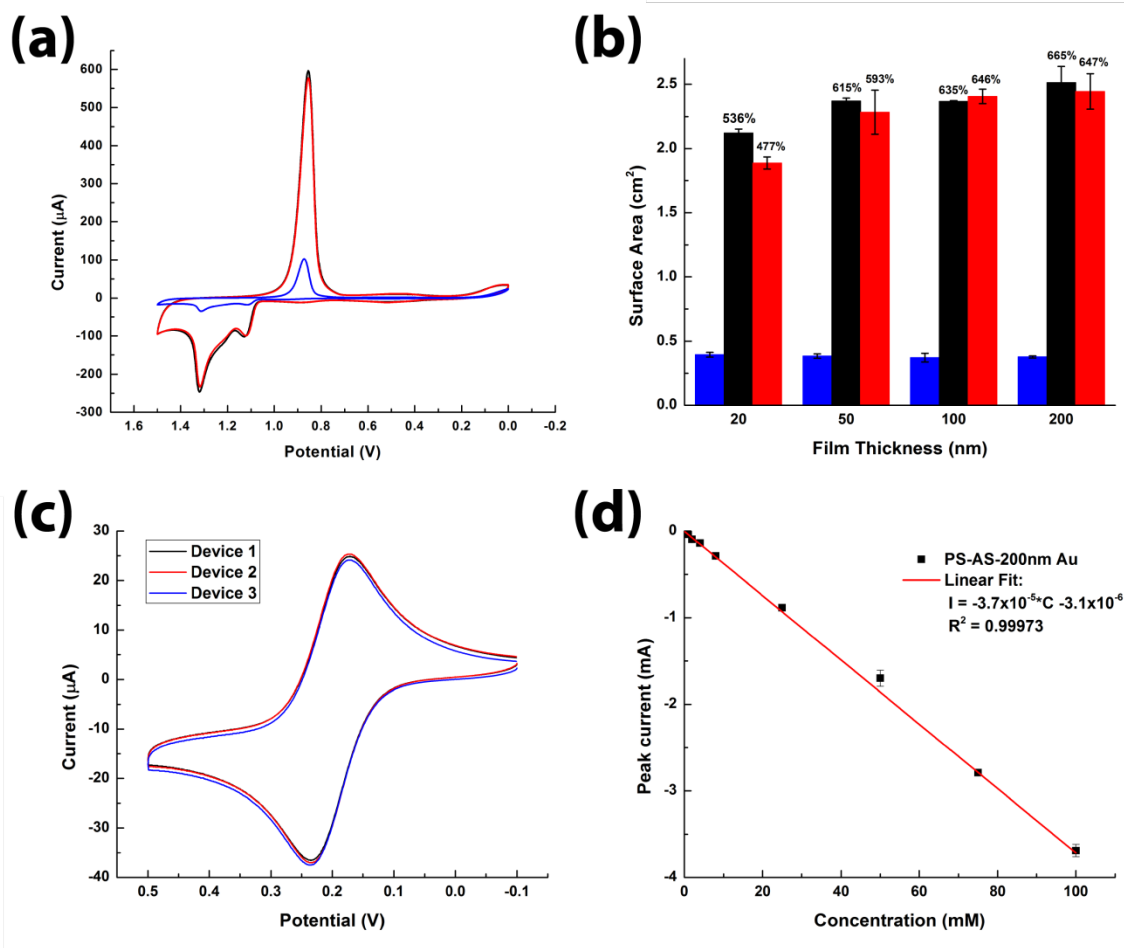 (a)
600
500
400
300
200
100
0
-100
-200
-300
1.6 1.4 1.2 1.0 0.8 0.6 0.4 0.2 0.0 -0.2
Current (μA)
Potential (V)
(b)
2.5
2.0
1.5
1.0
0.5
0.0
536% 477% 615% 593% 635% 646% 665% 647%
20 50 100 200
Surface Area (cm²)
Film Thickness (nm)
(c)
30
20
10
0
-10
-20
-30
-40
Device 1
Device 2
Device 3
0.5 0.4 0.3 0.2 0.1 0.0 -0.1
Current (μA)
Potential (V)
(d)
0
-1
-2
-3
-4
PS-AS-200nm Au
Linear Fit:
I = -3.7x10⁻⁵*C -3.1x10⁻⁶
R² = 0.99973
0 20 40 60 80 100
Peak current (mA)
Concentration (mM)